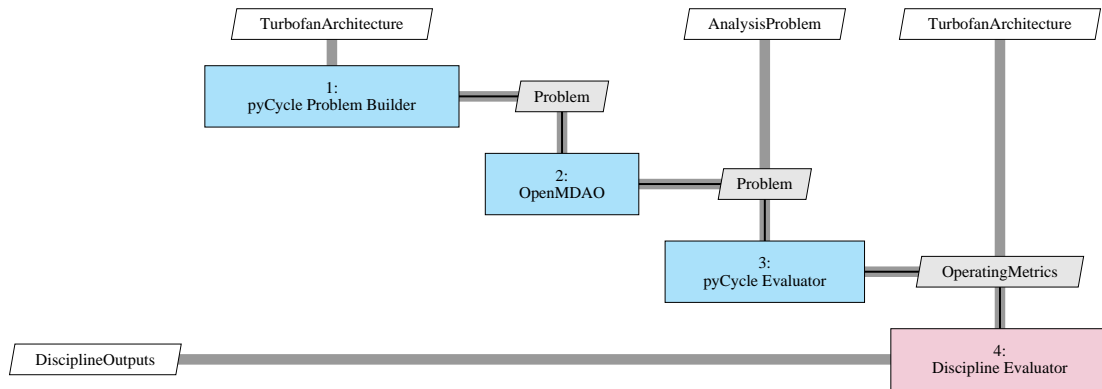 TurbofanArchitecture
AnalysisProblem
TurbofanArchitecture
1:
pyCycle Problem Builder
Problem
2:
OpenMDAO
Problem
3:
pyCycle Evaluator
OperatingMetrics
DisciplineOutputs
4:
Discipline Evaluator